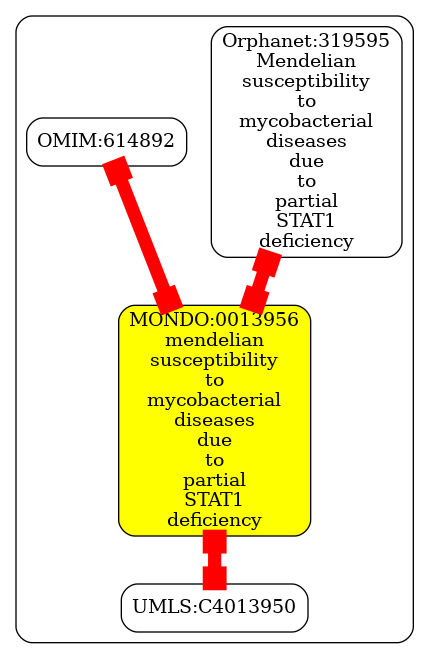 Orphanet:319595
Mendelian
susceptibility
to
mycobacterial
diseases
due
to
partial
STAT1
deficiency
OMIM:614892
MONDO:0013956
mendelian
susceptibility
to
mycobacterial
diseases
due
to
partial
STAT1
deficiency
UMLS:C4013950